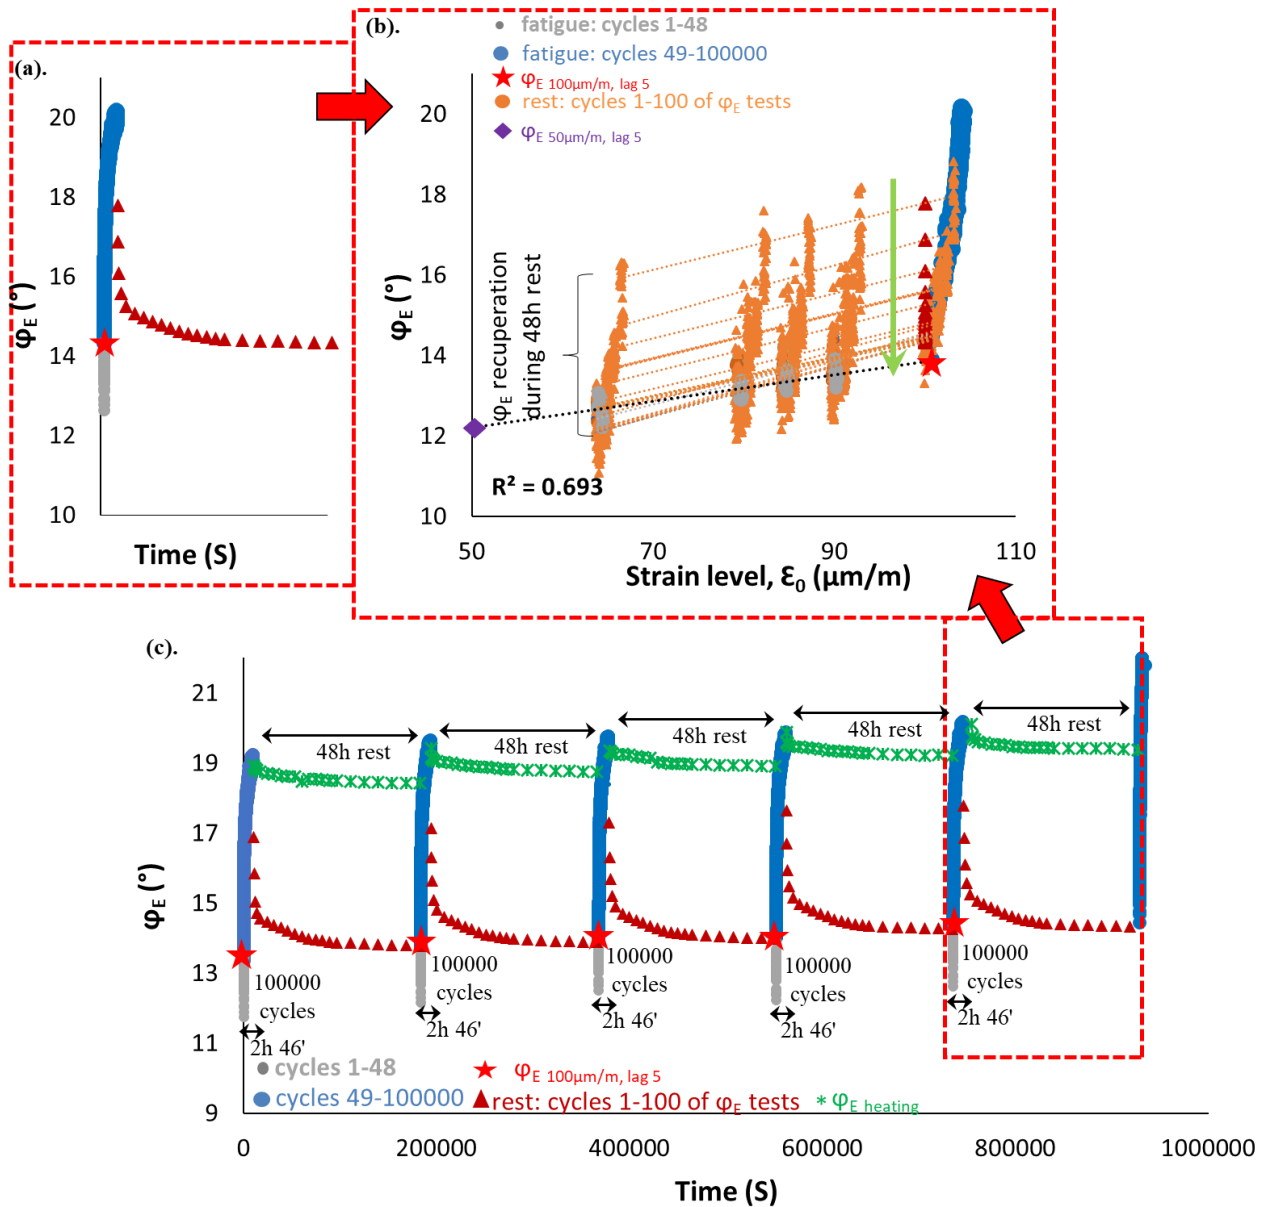 (a).
20
18
16
14
12
10
φE (°)
Time (S)
(b).
fatigue: cycles 1-48
fatigue: cycles 49-100000
φE 100μm/m, lag 5
rest: cycles 1-100 of φE tests
φE 50μm/m, lag 5
20
18
16
14
12
10
φE (°)
φE recuperation
during 48h rest
R² = 0.693
50
70
90
110
Strain level, Ɛ0 (μm/m)
(c).
21
19
17
15
13
11
9
φE (°)
48h rest
48h rest
48h rest
48h rest
48h rest
100000
cycles
2h 46'
100000
cycles
2h 46'
100000
cycles
2h 46'
100000
cycles
2h 46'
100000
cycles
2h 46'
cycles 1-48
φE 100μm/m, lag 5
cycles 49-100000
rest: cycles 1-100 of φE tests
φE heating
0
200000
400000
600000
800000
1000000
Time (S)